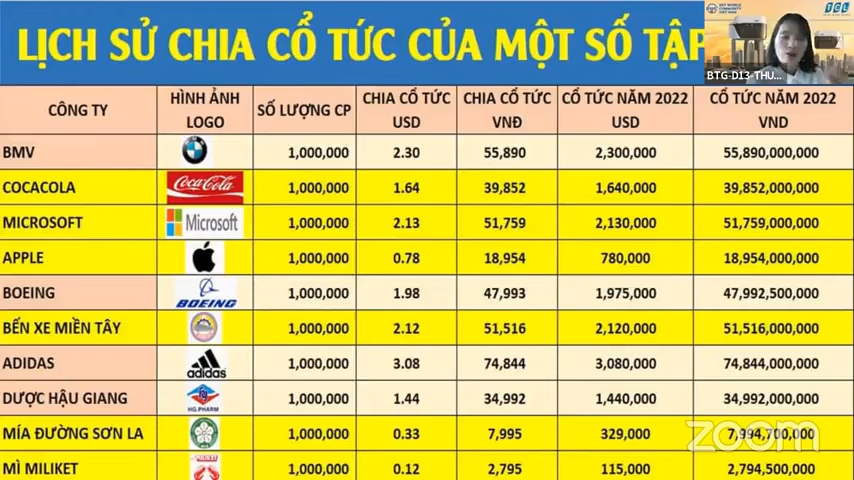 SKY WORLD
COMMUNITY
VIET NAM
TCL
LỊCH SỬ CHIA CỔ TỨC CỦA MỘT SỐ TẬP
BTG-D13-THU...
CÔNG TY
HÌNH ẢNH LOGO
SỐ LƯỢNG CP
CHIA CỔ TỨC USD
CHIA CỔ TỨC VNĐ
CỔ TỨC NĂM 2022 USD
CỔ TỨC NĂM 2022 VND
BMV 1,000,000 2.30 55,890 2,300,000 55,890,000,000
COCACOLA Coca-Cola 1,000,000 1.64 39,852 1,640,000 39,852,000,000
MICROSOFT Microsoft 1,000,000 2.13 51,759 2,130,000 51,759,000,000
APPLE 1,000,000 0.78 18,954 780,000 18,954,000,000
BOEING BOEING 1,000,000 1.98 47,993 1,975,000 47,992,500,000
BẾN XE MIỀN TÂY 1,000,000 2.12 51,516 2,120,000 51,516,000,000
ADIDAS adidas 1,000,000 3.08 74,844 3,080,000 74,844,000,000
DƯỢC HẬU GIANG HG.PHARM 1,000,000 1.44 34,992 1,440,000 34,992,000,000
MÍA ĐƯỜNG SƠN LA 1,000,000 0.33 7,995 329,000 7,994,700,000
zoom
MÌ MILIKET MILIKET 1,000,000 0.12 2,795 115,000 2,794,500,000